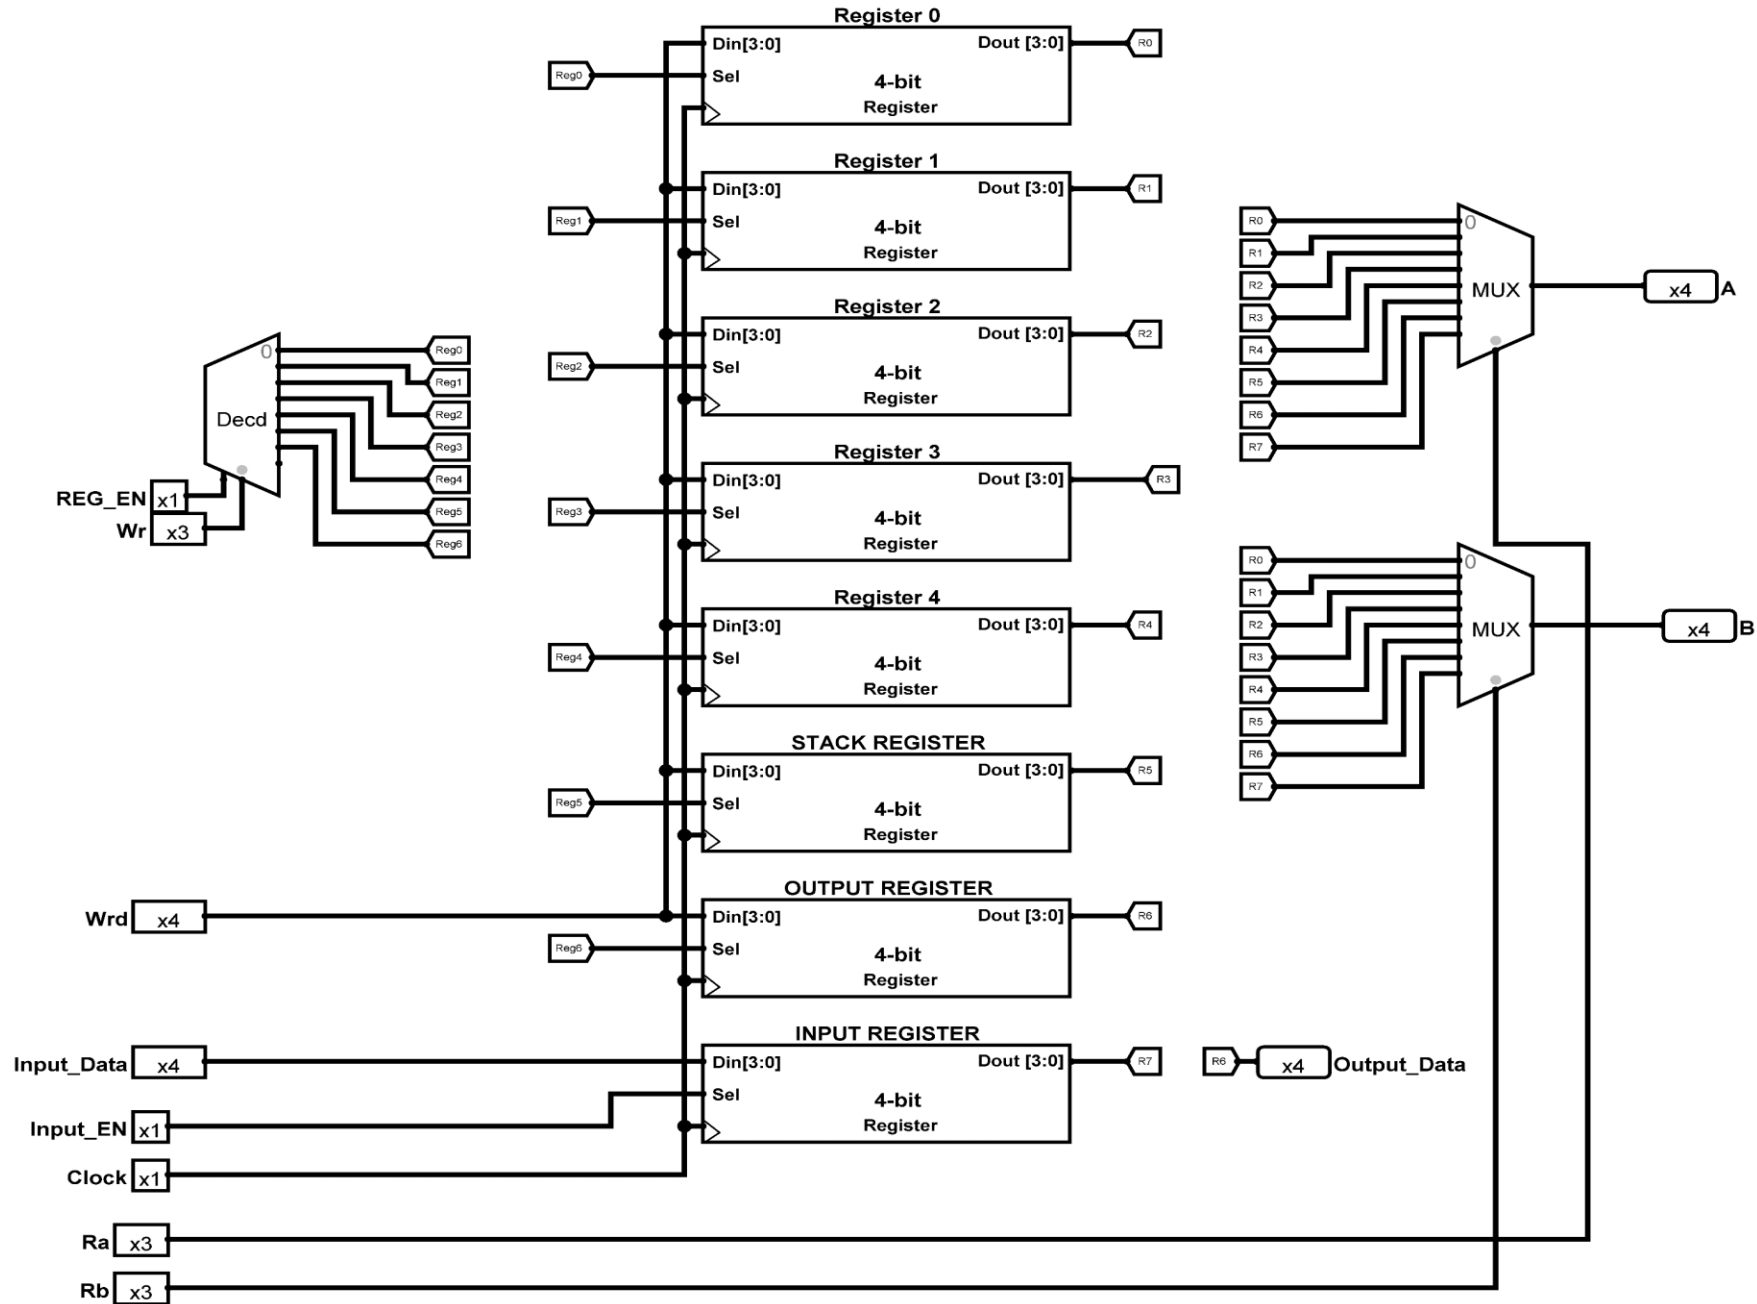 Register 0
Din[3:0] Dout [3:0] R0
Reg0 Sel
4-bit
Register
Register 1
Din[3:0] Dout [3:0] R1
Reg1 Sel
4-bit
Register
Register 2
Din[3:0] Dout [3:0] R2
Reg2 Sel
4-bit
Register
Register 3
Din[3:0] Dout [3:0] R3
Reg3 Sel
4-bit
Register
Register 4
Din[3:0] Dout [3:0] R4
Reg4 Sel
4-bit
Register
STACK REGISTER
Din[3:0] Dout [3:0] R5
Reg5 Sel
4-bit
Register
OUTPUT REGISTER
Wrd x4 Din[3:0] Dout [3:0] R6
Reg6 Sel
4-bit
Register
INPUT REGISTER
Input_Data x4 Din[3:0] Dout [3:0] R7
Sel
4-bit
Input_EN x1 Register
Clock x1
Ra x3
Rb x3
0 Reg0
Reg1
Decd Reg2
Reg3
Reg4
REG_EN x1 Reg5
Wr x3 Reg6
R0 0
R1
R2 MUX x4 A
R3
R4
R5
R6
R7
R0 0
R1
R2 MUX x4 B
R3
R4
R5
R6
R7
R6 x4 Output_Data